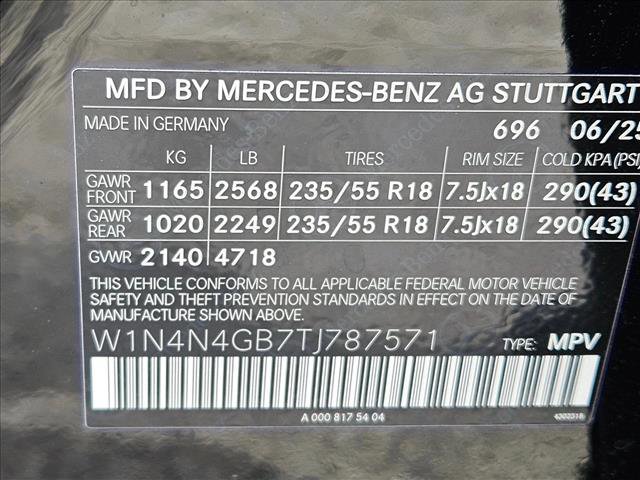 MFD BY MERCEDES-BENZ AG STUTTGART
MADE IN GERMANY 696 06/25
KG LB TIRES RIM SIZE COLD KPA (PSI)
GAWR FRONT 1165 2568 235/55 R18 7.5Jx18 290(43)
GAWR REAR 1020 2249 235/55 R18 7.5Jx18 290(43)
GVWR 2140 4718
THIS VEHICLE CONFORMS TO ALL APPLICABLE FEDERAL MOTOR VEHICLE
SAFETY AND THEFT PREVENTION STANDARDS IN EFFECT ON THE DATE OF
MANUFACTURE SHOWN ABOVE.
W1N4N4GB7TJ787571 TYPE: MPV
A 000 817 54 04